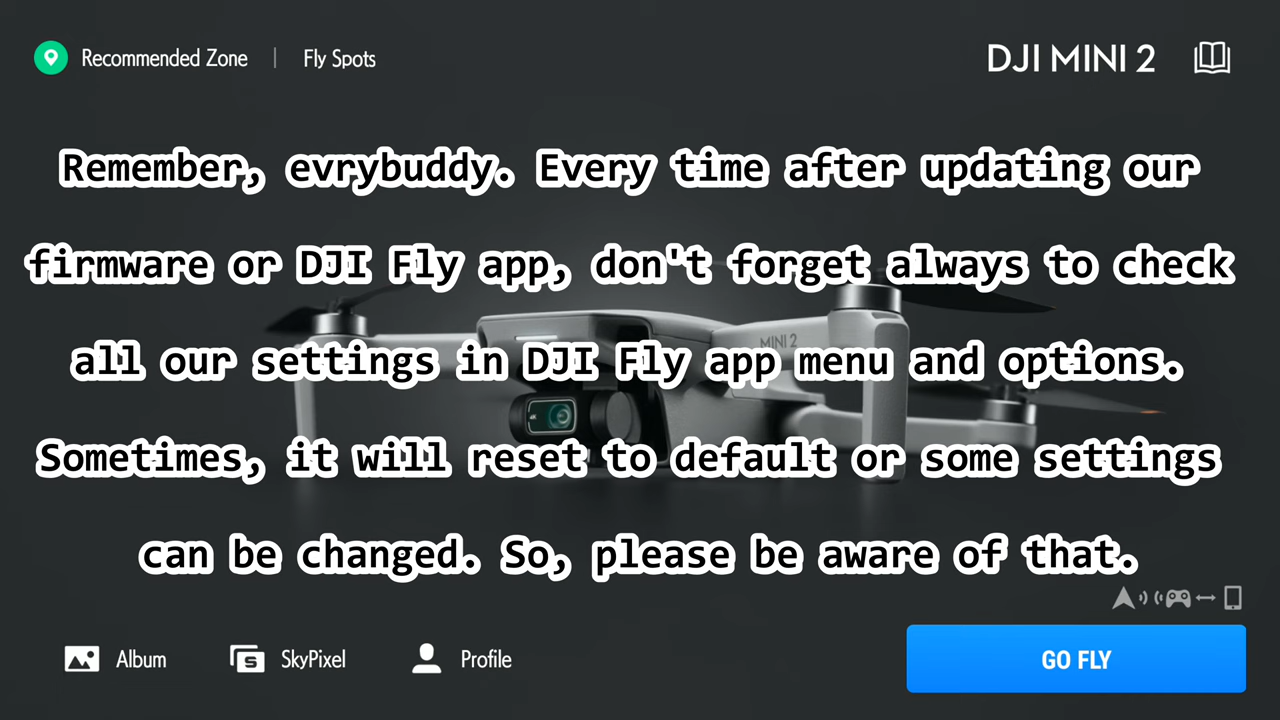 Recommended Zone | Fly Spots
DJI MINI 2
Remember, evrybuddy. Every time after updating our
firmware or DJI Fly app, don't forget always to check
all our settings in DJI Fly app menu and options.
Sometimes, it will reset to default or some settings
can be changed. So, please be aware of that.
MINI 2
4K
Album
S SkyPixel
Profile
GO FLY